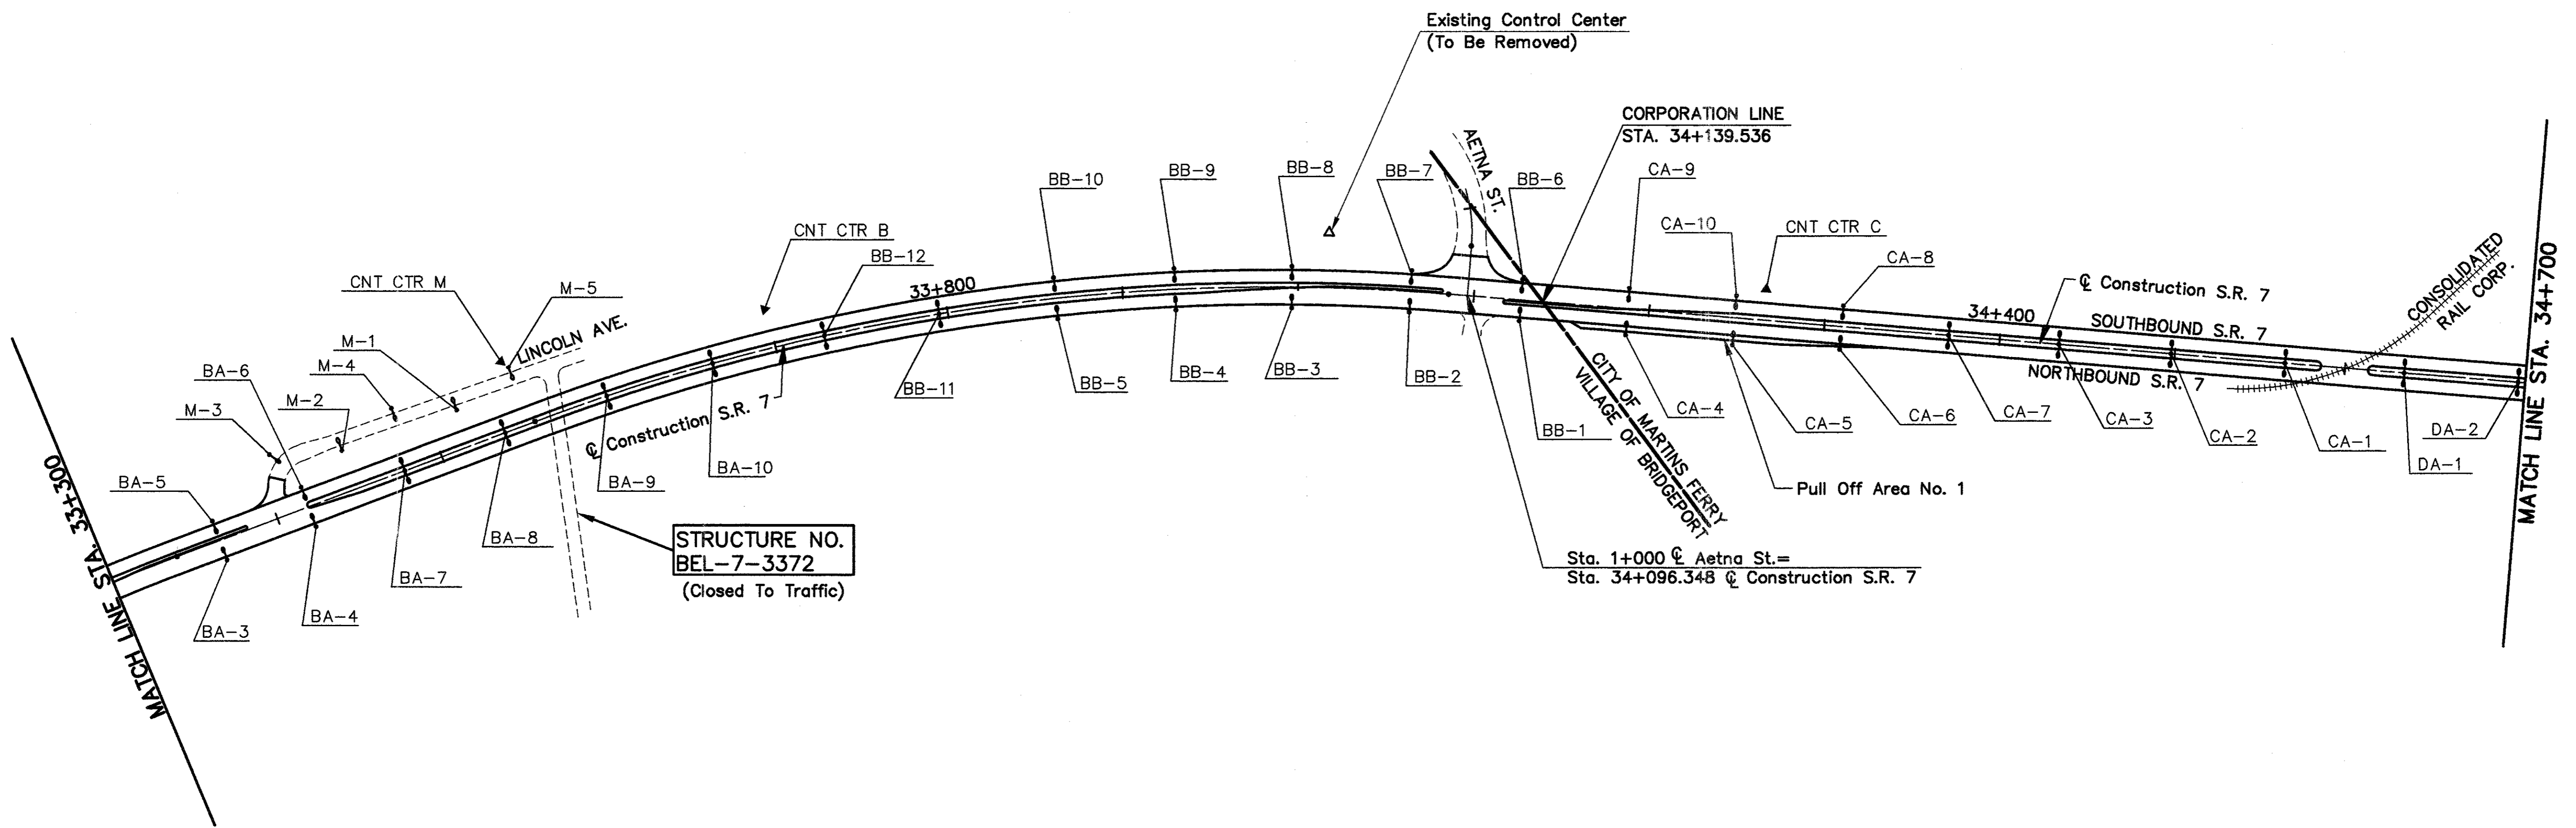 Existing Control Center
(To Be Removed)
CORPORATION LINE
STA. 34+139.536
AETNA ST.
BB-10
BB-9
BB-8
BB-7
BB-6
CA-9
CA-10
CNT CTR C
CA-8
CNT CTR B
BB-12
33+800
CNT CTR M
M-5
LINCOLN AVE.
M-1
M-4
BA-6
M-3
M-2
BA-5
℄ Construction S.R. 7
34+400
SOUTHBOUND S.R. 7
NORTHBOUND S.R. 7
CONSOLIDATED
RAIL CORP.
MATCH LINE STA. 34+700
MATCH LINE STA. 33+300
℄ Construction S.R. 7
BB-11
BB-5
BB-4
BB-3
BB-2
BB-1
CA-4
CA-5
CA-6
CA-7
CA-3
CA-2
CA-1
DA-2
DA-1
BA-10
BA-9
BA-8
BA-7
BA-4
BA-3
Pull Off Area No. 1
CITY OF MARTINS FERRY
VILLAGE OF BRIDGEPORT
STRUCTURE NO.
BEL-7-3372
(Closed To Traffic)
Sta. 1+000 ℄ Aetna St.=
Sta. 34+096.348 ℄ Construction S.R. 7